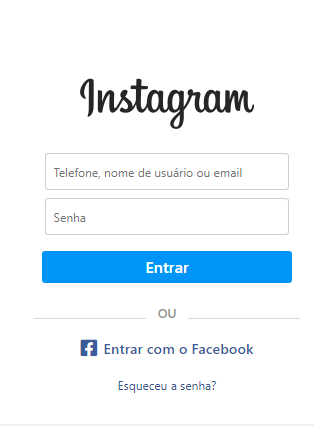 Instagram
Telefone, nome de usuário ou email
Senha
Entrar
OU
Entrar com o Facebook
Esqueceu a senha?